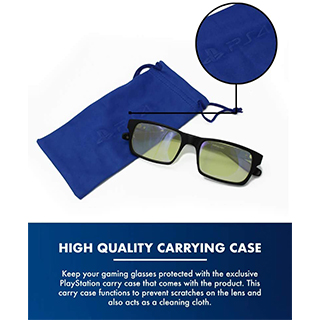 PS4
HIGH QUALITY CARRYING CASE
Keep your gaming glasses protected with the exclusive
PlayStation carry case that comes with the product. This
carry case functions to prevent scratches on the lens and
also acts as a cleaning cloth.